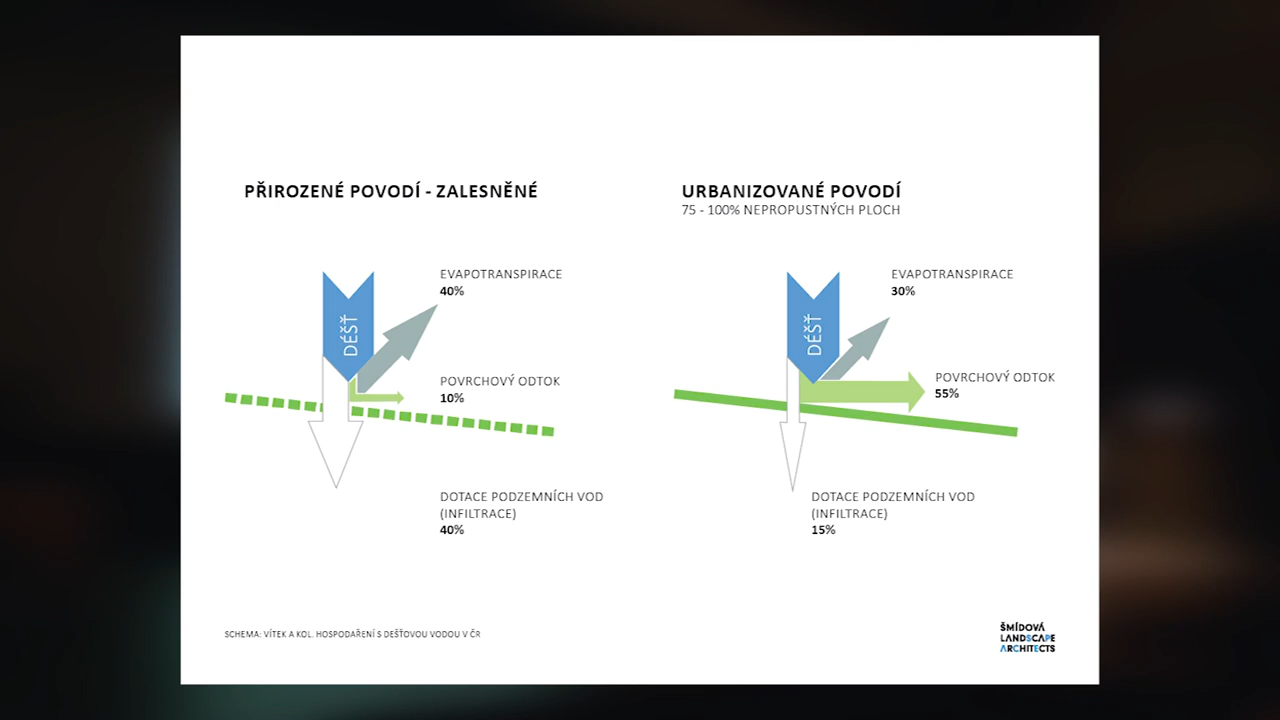 PŘIROZENÉ POVODÍ - ZALESNĚNÉ
DÉŠŤ
EVAPOTRANSPIRACE
40%
POVRCHOVÝ ODTOK
10%
DOTACE PODZEMNÍCH VOD
(INFILTRACE)
40%
URBANIZOVANÉ POVODÍ
75 - 100% NEPROPUSTNÝCH PLOCH
DÉŠŤ
EVAPOTRANSPIRACE
30%
POVRCHOVÝ ODTOK
55%
DOTACE PODZEMNÍCH VOD
(INFILTRACE)
15%
SCHEMA: VÍTEK A KOL. HOSPODAŘENÍ S DEŠŤOVOU VODOU V ČR
ŠMÍDOVÁ
LANDSCAPE
ARCHITECTS